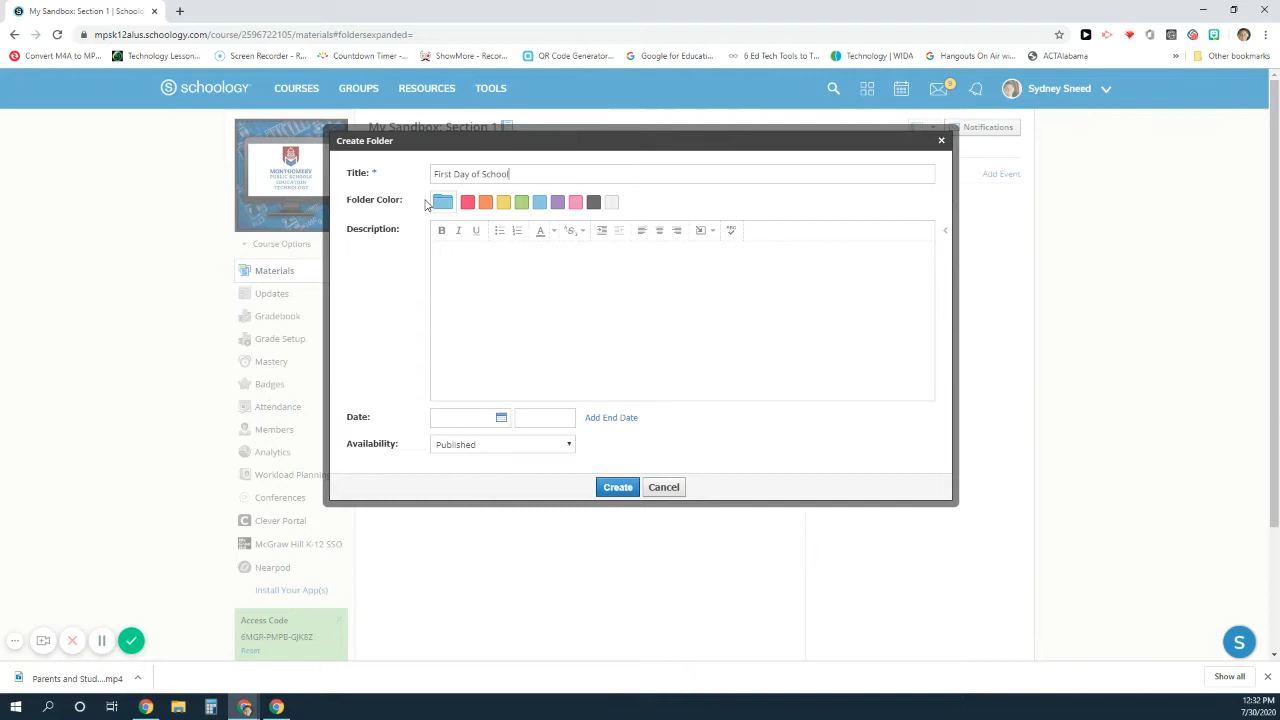 My Sandbox: Section 1 | Schoolo
mpsk12alus.schoology.com/course/2596722105/materials#foldersexpanded=
Convert M4A to MP...
Technology Lesson...
Screen Recorder - R...
Countdown Timer -...
ShowMore - Recor...
QR Code Generator...
Google for Educati...
6 Ed Tech Tools to T...
Technology | WIDA
Hangouts On Air wi...
ACTAlabama
»
Other bookmarks
S schoology
COURSES
GROUPS
RESOURCES
TOOLS
Sydney Sneed
My Sandbox: Section 1
Notifications
Add Event
MONTGOMERY
PUBLIC SCHOOLS
EDUCATION
TECHNOLOGY
Course Options
Materials
Updates
Gradebook
Grade Setup
Mastery
Badges
Attendance
Members
Analytics
Workload Planning
Conferences
Clever Portal
McGraw Hill K-12 SSO
Nearpod
Install Your App(s)
Access Code
6MGR-PMPB-GJK8Z
Reset
Create Folder
Title: *
First Day of School
Folder Color:
Description:
B I U
A
ABC
Date:
Add End Date
Availability:
Published
Create
Cancel
S
Parents and Stud....mp4
Show all
12:32 PM
7/30/2020